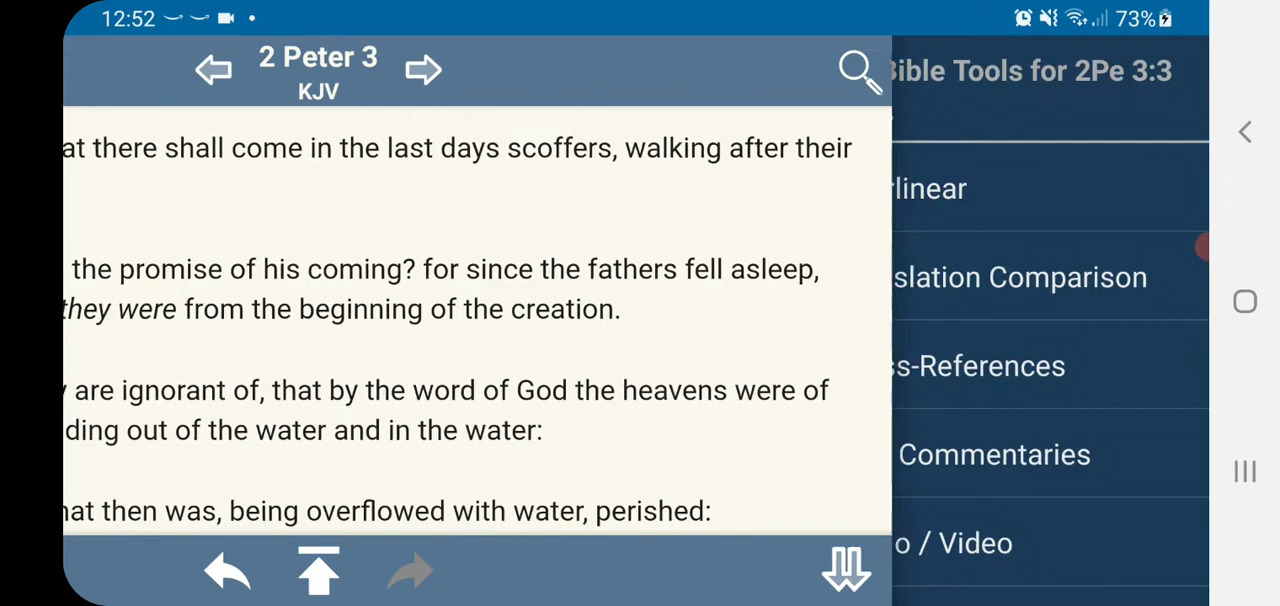 12:52
73%
2 Peter 3
KJV
Bible Tools for 2Pe 3:3
at there shall come in the last days scoffers, walking after their
the promise of his coming? for since the fathers fell asleep,
they were from the beginning of the creation.
are ignorant of, that by the word of God the heavens were of
ding out of the water and in the water:
hat then was, being overflowed with water, perished:
rlinear
slation Comparison
ss-References
Commentaries
o / Video